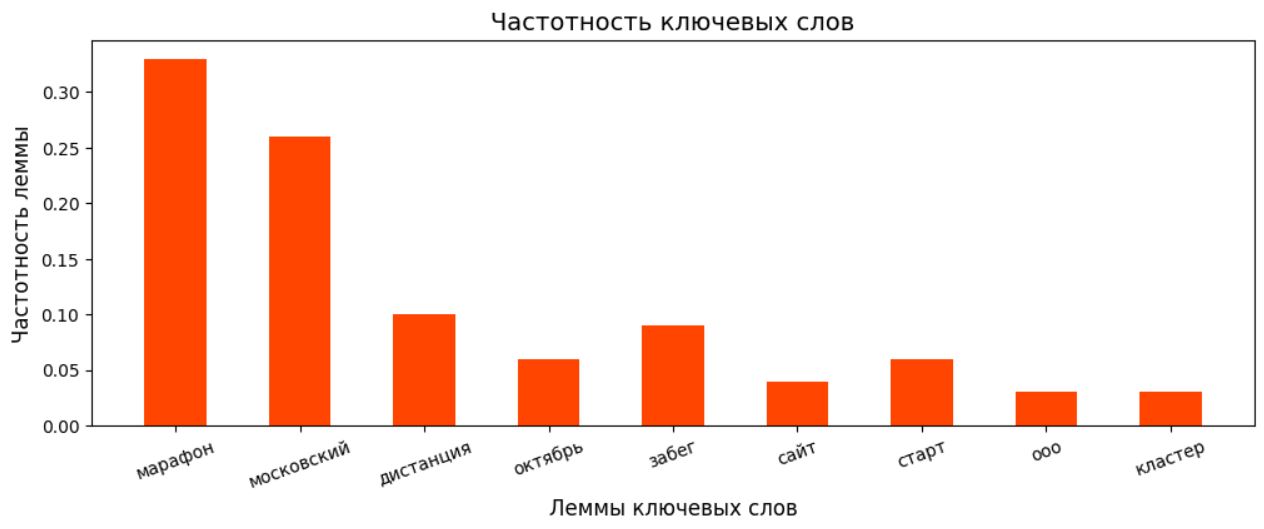 Частотность ключевых слов
Частотность леммы
0.30
0.25
0.20
0.15
0.10
0.05
0.00
марафон
московский
дистанция
октябрь
забег
сайт
старт
ооо
кластер
Леммы ключевых слов